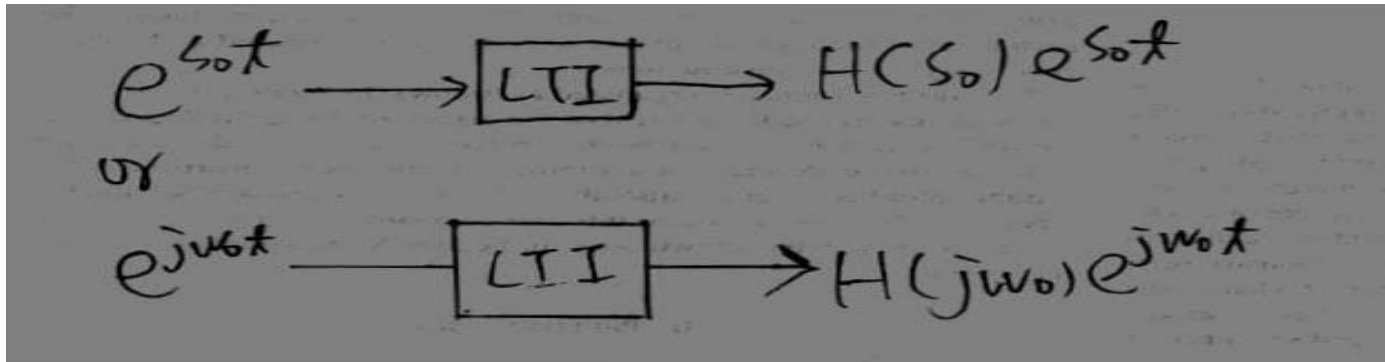 e^{s₀t} → LTI → H(s₀) e^{s₀t}
or
e^{jω₀t} → LTI → H(jω₀) e^{jω₀t}